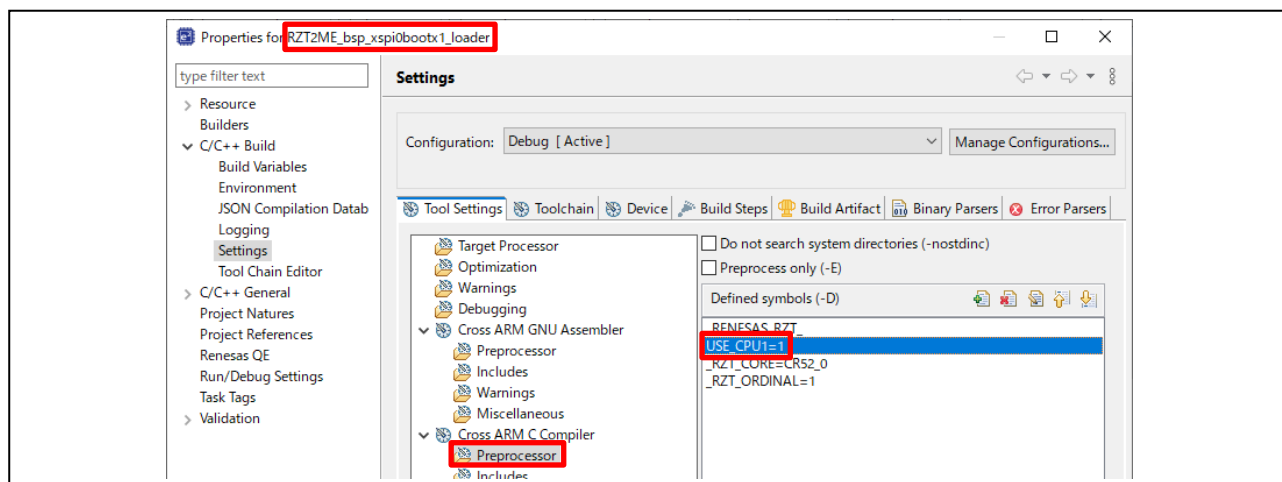 Properties for RZT2ME_bsp_xspi0bootx1_loader
type filter text
Settings
Resource
Builders
C/C++ Build
Build Variables
Environment
JSON Compilation Datab
Logging
Settings
Tool Chain Editor
C/C++ General
Project Natures
Project References
Renesas QE
Run/Debug Settings
Task Tags
Validation
Configuration: Debug [ Active ] Manage Configurations...
Tool Settings Toolchain Device Build Steps Build Artifact Binary Parsers Error Parsers
Target Processor
Optimization
Warnings
Debugging
Cross ARM GNU Assembler
Preprocessor
Includes
Warnings
Miscellaneous
Cross ARM C Compiler
Preprocessor
Includes
Do not search system directories (-nostdinc)
Preprocess only (-E)
Defined symbols (-D)
_RENESAS_RZT_
USE_CPU1=1
_RZT_CORE=CR52_0
_RZT_ORDINAL=1